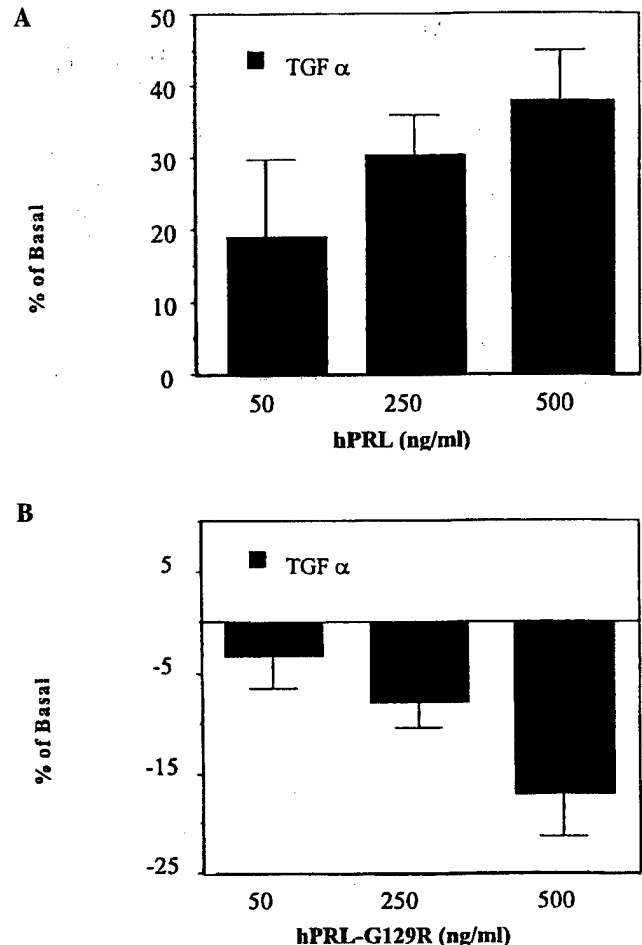 A
50
TGF α
40
30
20
10
0
% of Basal
50 250 500
hPRL (ng/ml)
B
TGF α
5
-5
-15
-25
% of Basal
50 250 500
hPRL-G129R (ng/ml)